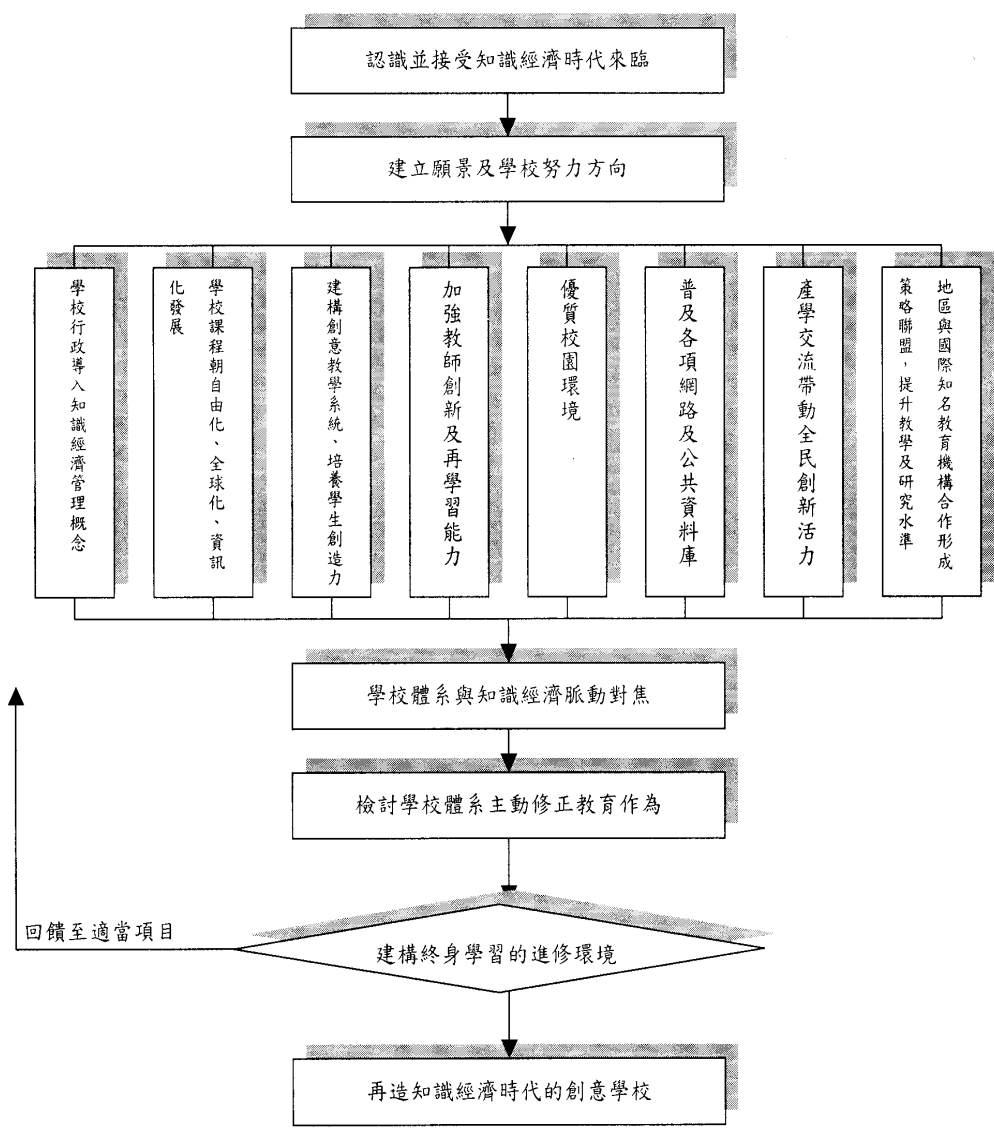 認識並接受知識經濟時代來臨
建立願景及學校努力方向
學校行政導入知識經濟管理概念
學校課程朝自由化、全球化、資訊
化發展
建構創意教學系統、培養學生創造力
加強教師創新及再學習能力
優質校園環境
普及各項網路及公共資料庫
產學交流帶動全民創新活力
地區與國際知名教育機構合作形成
策略聯盟，提升教學及研究水準
學校體系與知識經濟脈動對焦
檢討學校體系主動修正教育作為
回饋至適當項目
建構終身學習的進修環境
再造知識經濟時代的創意學校